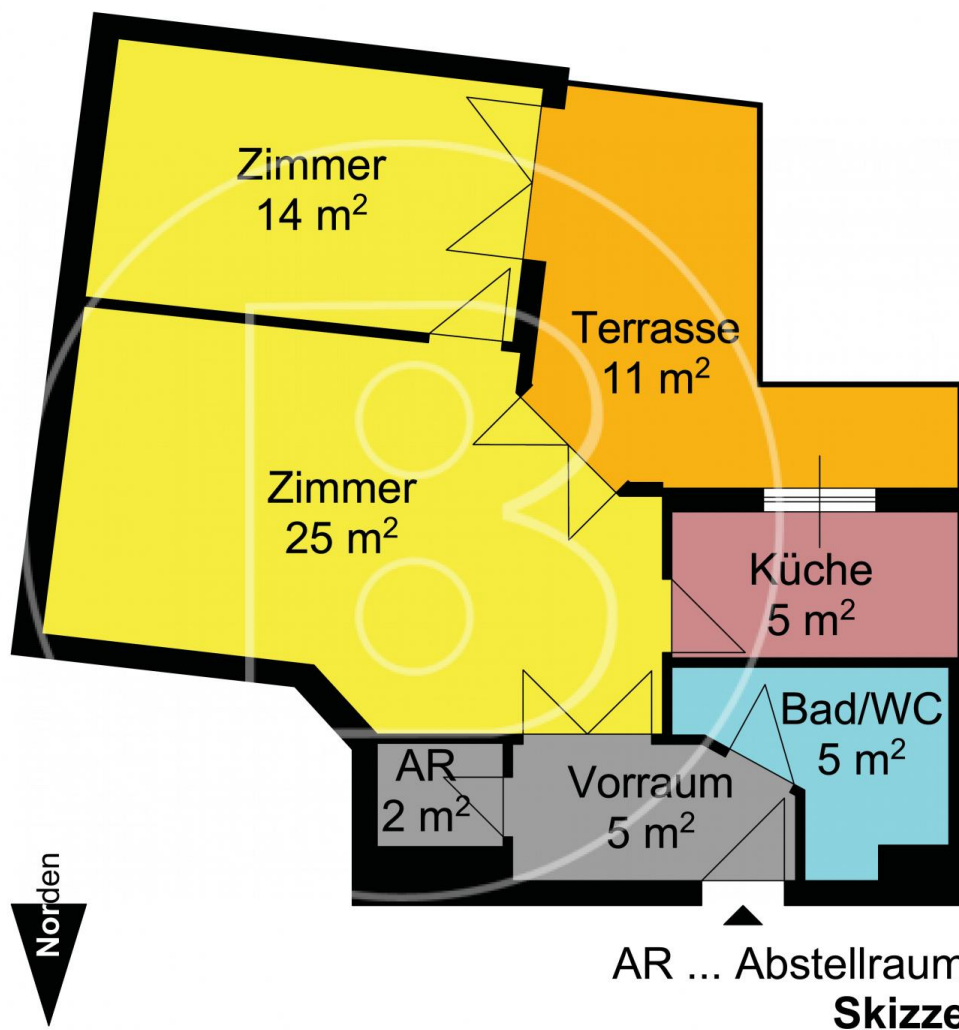 Zimmer
14 m²
Terrasse
11 m²
Zimmer
25 m²
Küche
5 m²
Bad/WC
5 m²
AR
2 m²
Vorraum
5 m²
Norden
AR ... Abstellraum
Skizze